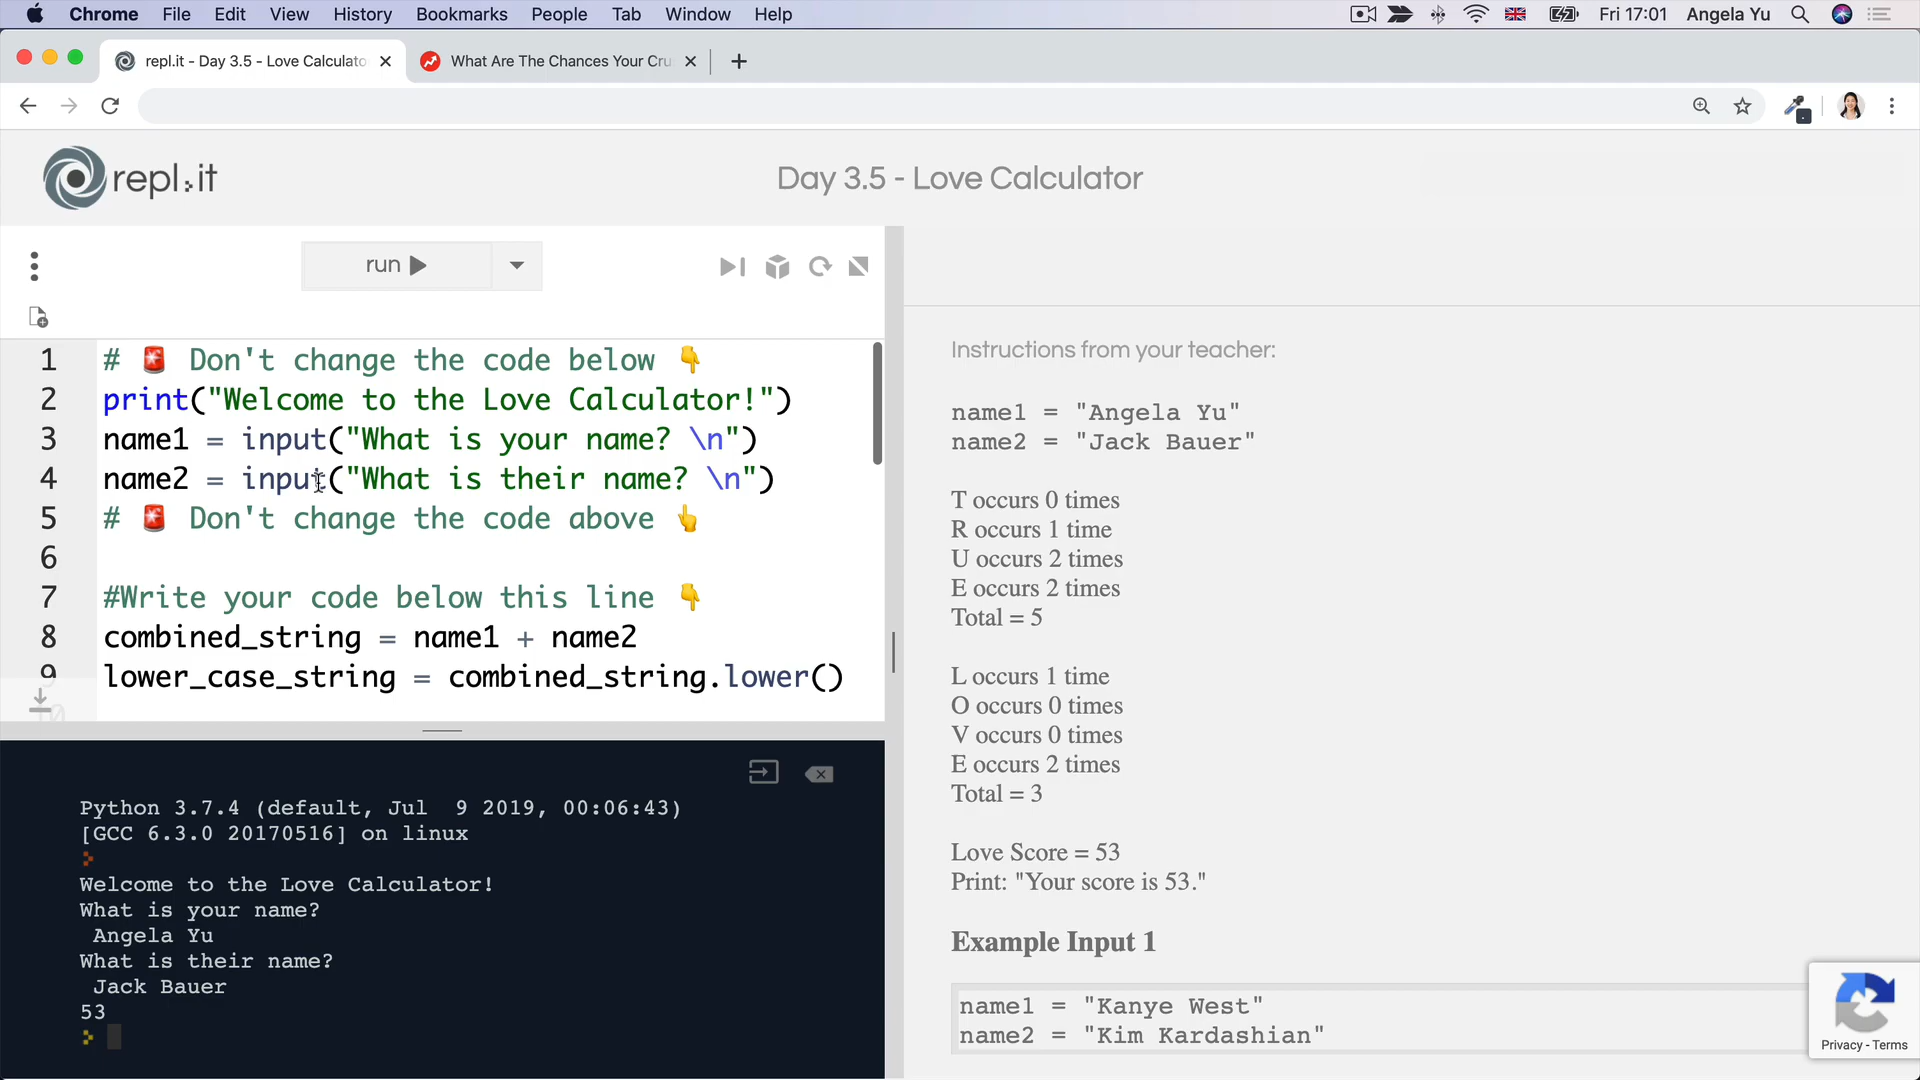 Chrome File Edit View History Bookmarks People Tab Window Help Fri 17:01 Angela Yu
repl.it - Day 3.5 - Love Calculato
What Are The Chances Your Cru
repl.it
Day 3.5 - Love Calculator
run
1 # 🚨 Don't change the code below 👇
2 print("Welcome to the Love Calculator!")
3 name1 = input("What is your name? \n")
4 name2 = input("What is their name? \n")
5 # 🚨 Don't change the code above 👆
6
7 #Write your code below this line 👇
8 combined_string = name1 + name2
9 lower_case_string = combined_string.lower()
10
Python 3.7.4 (default, Jul  9 2019, 00:06:43)
[GCC 6.3.0 20170516] on linux
Welcome to the Love Calculator!
What is your name?
Angela Yu
What is their name?
Jack Bauer
53
Instructions from your teacher:
name1 = "Angela Yu"
name2 = "Jack Bauer"
T occurs 0 times
R occurs 1 time
U occurs 2 times
E occurs 2 times
Total = 5
L occurs 1 time
O occurs 0 times
V occurs 0 times
E occurs 2 times
Total = 3
Love Score = 53
Print: "Your score is 53."
Example Input 1
name1 = "Kanye West"
name2 = "Kim Kardashian"
Privacy - Terms